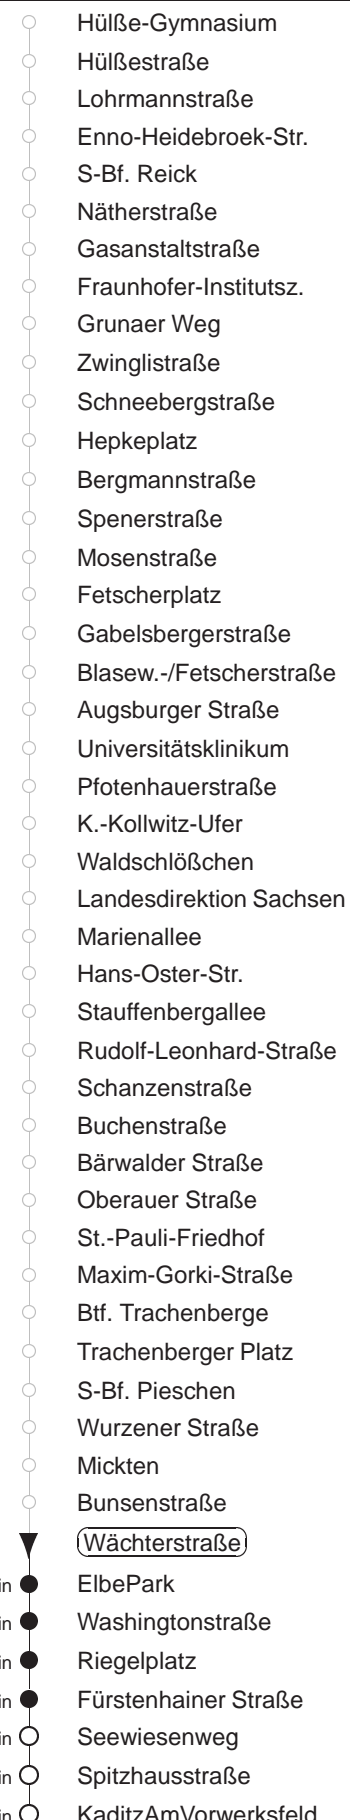 Hülße-Gymnasium
Hülßestraße
Lohrmannstraße
Enno-Heidebroek-Str.
S-Bf. Reick
Nätherstraße
Gasanstaltstraße
Fraunhofer-Institutsz.
Grunaer Weg
Zwinglistraße
Schneebergstraße
Hepkeplatz
Bergmannstraße
Spenerstraße
Mosenstraße
Fetscherplatz
Gabelsbergerstraße
Blasew.-/Fetscherstraße
Augsburger Straße
Universitätsklinikum
Pfotenhauerstraße
K.-Kollwitz-Ufer
Waldschlößchen
Landesdirektion Sachsen
Marienallee
Hans-Oster-Str.
Stauffenbergallee
Rudolf-Leonhard-Straße
Schanzenstraße
Buchenstraße
Bärwalder Straße
Oberauer Straße
St.-Pauli-Friedhof
Maxim-Gorki-Straße
Btf. Trachenberge
Trachenberger Platz
S-Bf. Pieschen
Wurzener Straße
Mickten
Bunsenstraße
Wächterstraße
ElbePark
Washingtonstraße
Riegelplatz
Fürstenhainer Straße
Seewiesenweg
Spitzhausstraße
KaditzAmVorwerksfeld